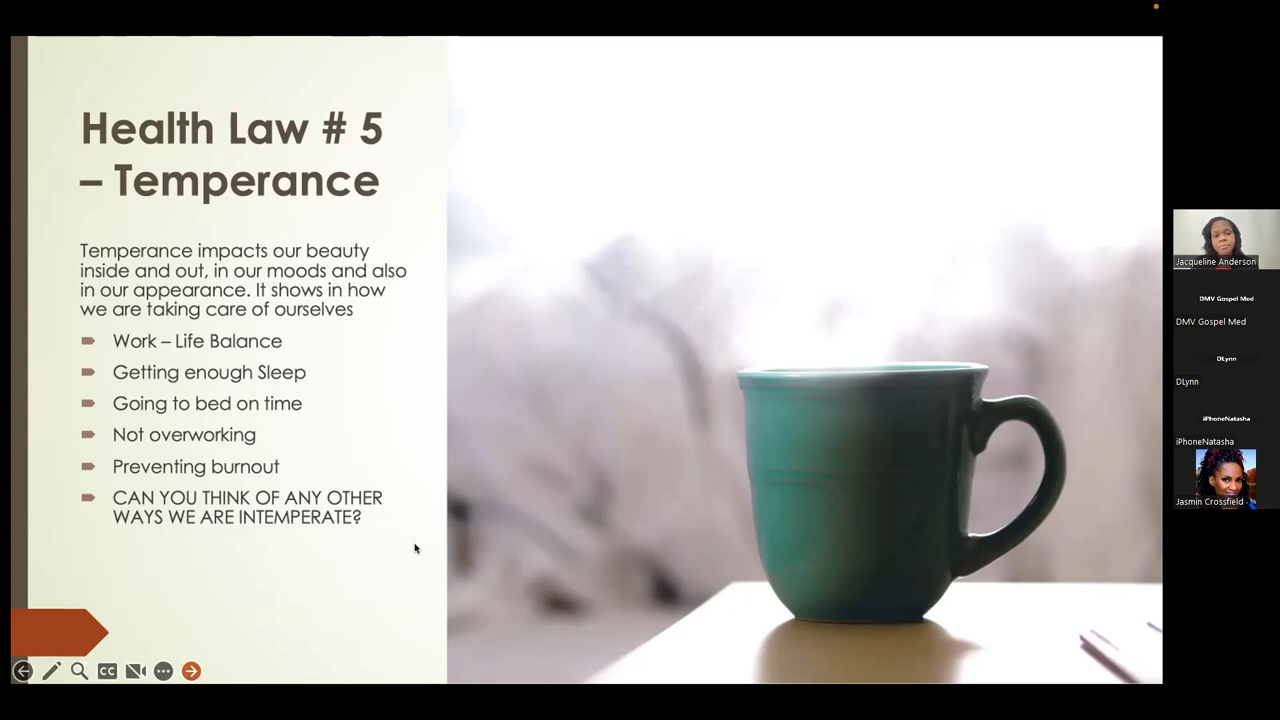 Health Law # 5
– Temperance
Temperance impacts our beauty
inside and out, in our moods and also
in our appearance. It shows in how
we are taking care of ourselves
Work – Life Balance
Getting enough Sleep
Going to bed on time
Not overworking
Preventing burnout
CAN YOU THINK OF ANY OTHER
WAYS WE ARE INTEMPERATE?
CC
Jacqueline Anderson
DMV Gospel Med
DMV Gospel Med
DLynn
DLynn
iPhoneNatasha
iPhoneNatasha
Jasmin Crossfield